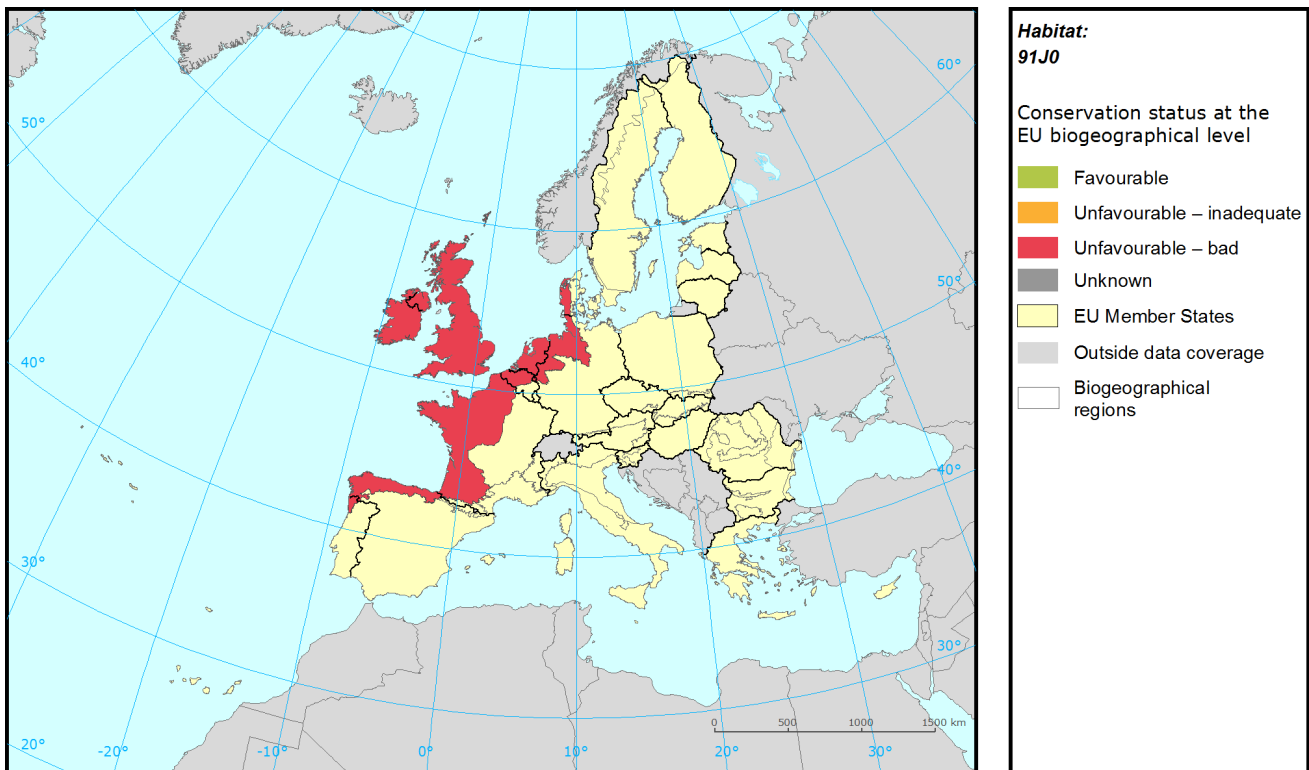 Habitat:
91J0
Conservation status at the
EU biogeographical level
Favourable
Unfavourable – inadequate
Unfavourable – bad
Unknown
EU Member States
Outside data coverage
Biogeographical
regions
60°
50°
50°
40°
40°
30°
30°
20°
-20°
-10°
0°
10°
20°
30°
0 500 1000 1500 km